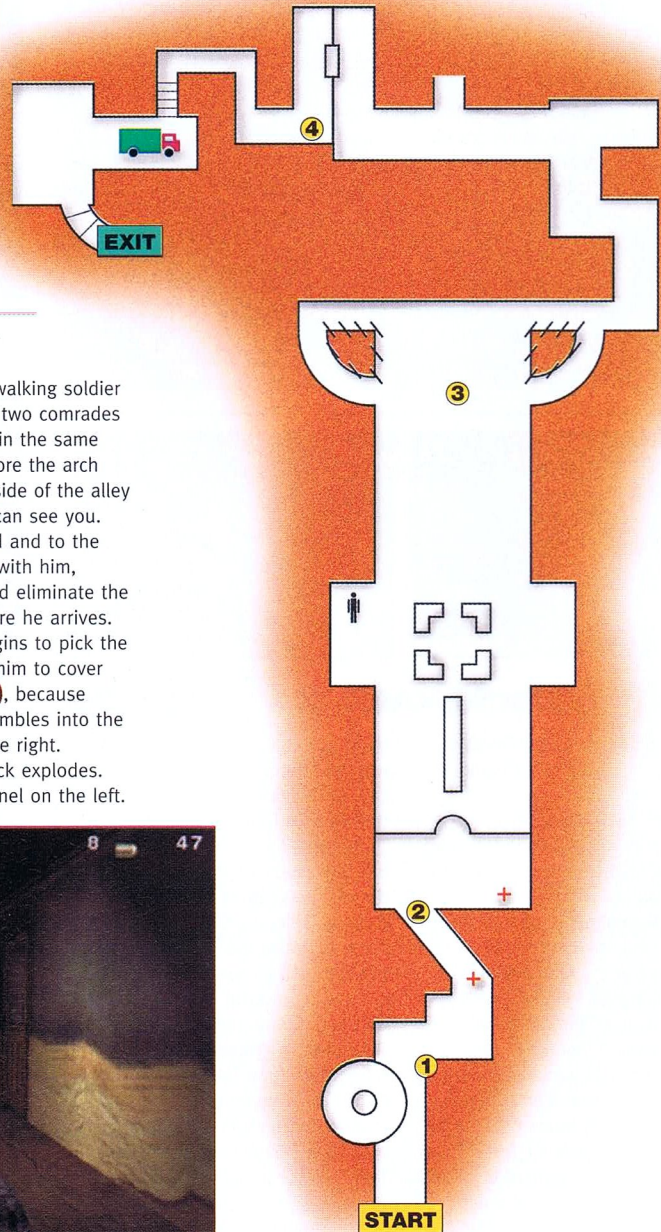 4
EXIT
walking soldier
two comrades
in the same
ore the arch
side of the alley
can see you.
d and to the
with him,
d eliminate the
re he arrives.
gins to pick the
him to cover
), because
mbles into the
e right.
ck explodes.
nel on the left.
3
8 47
2
1
START